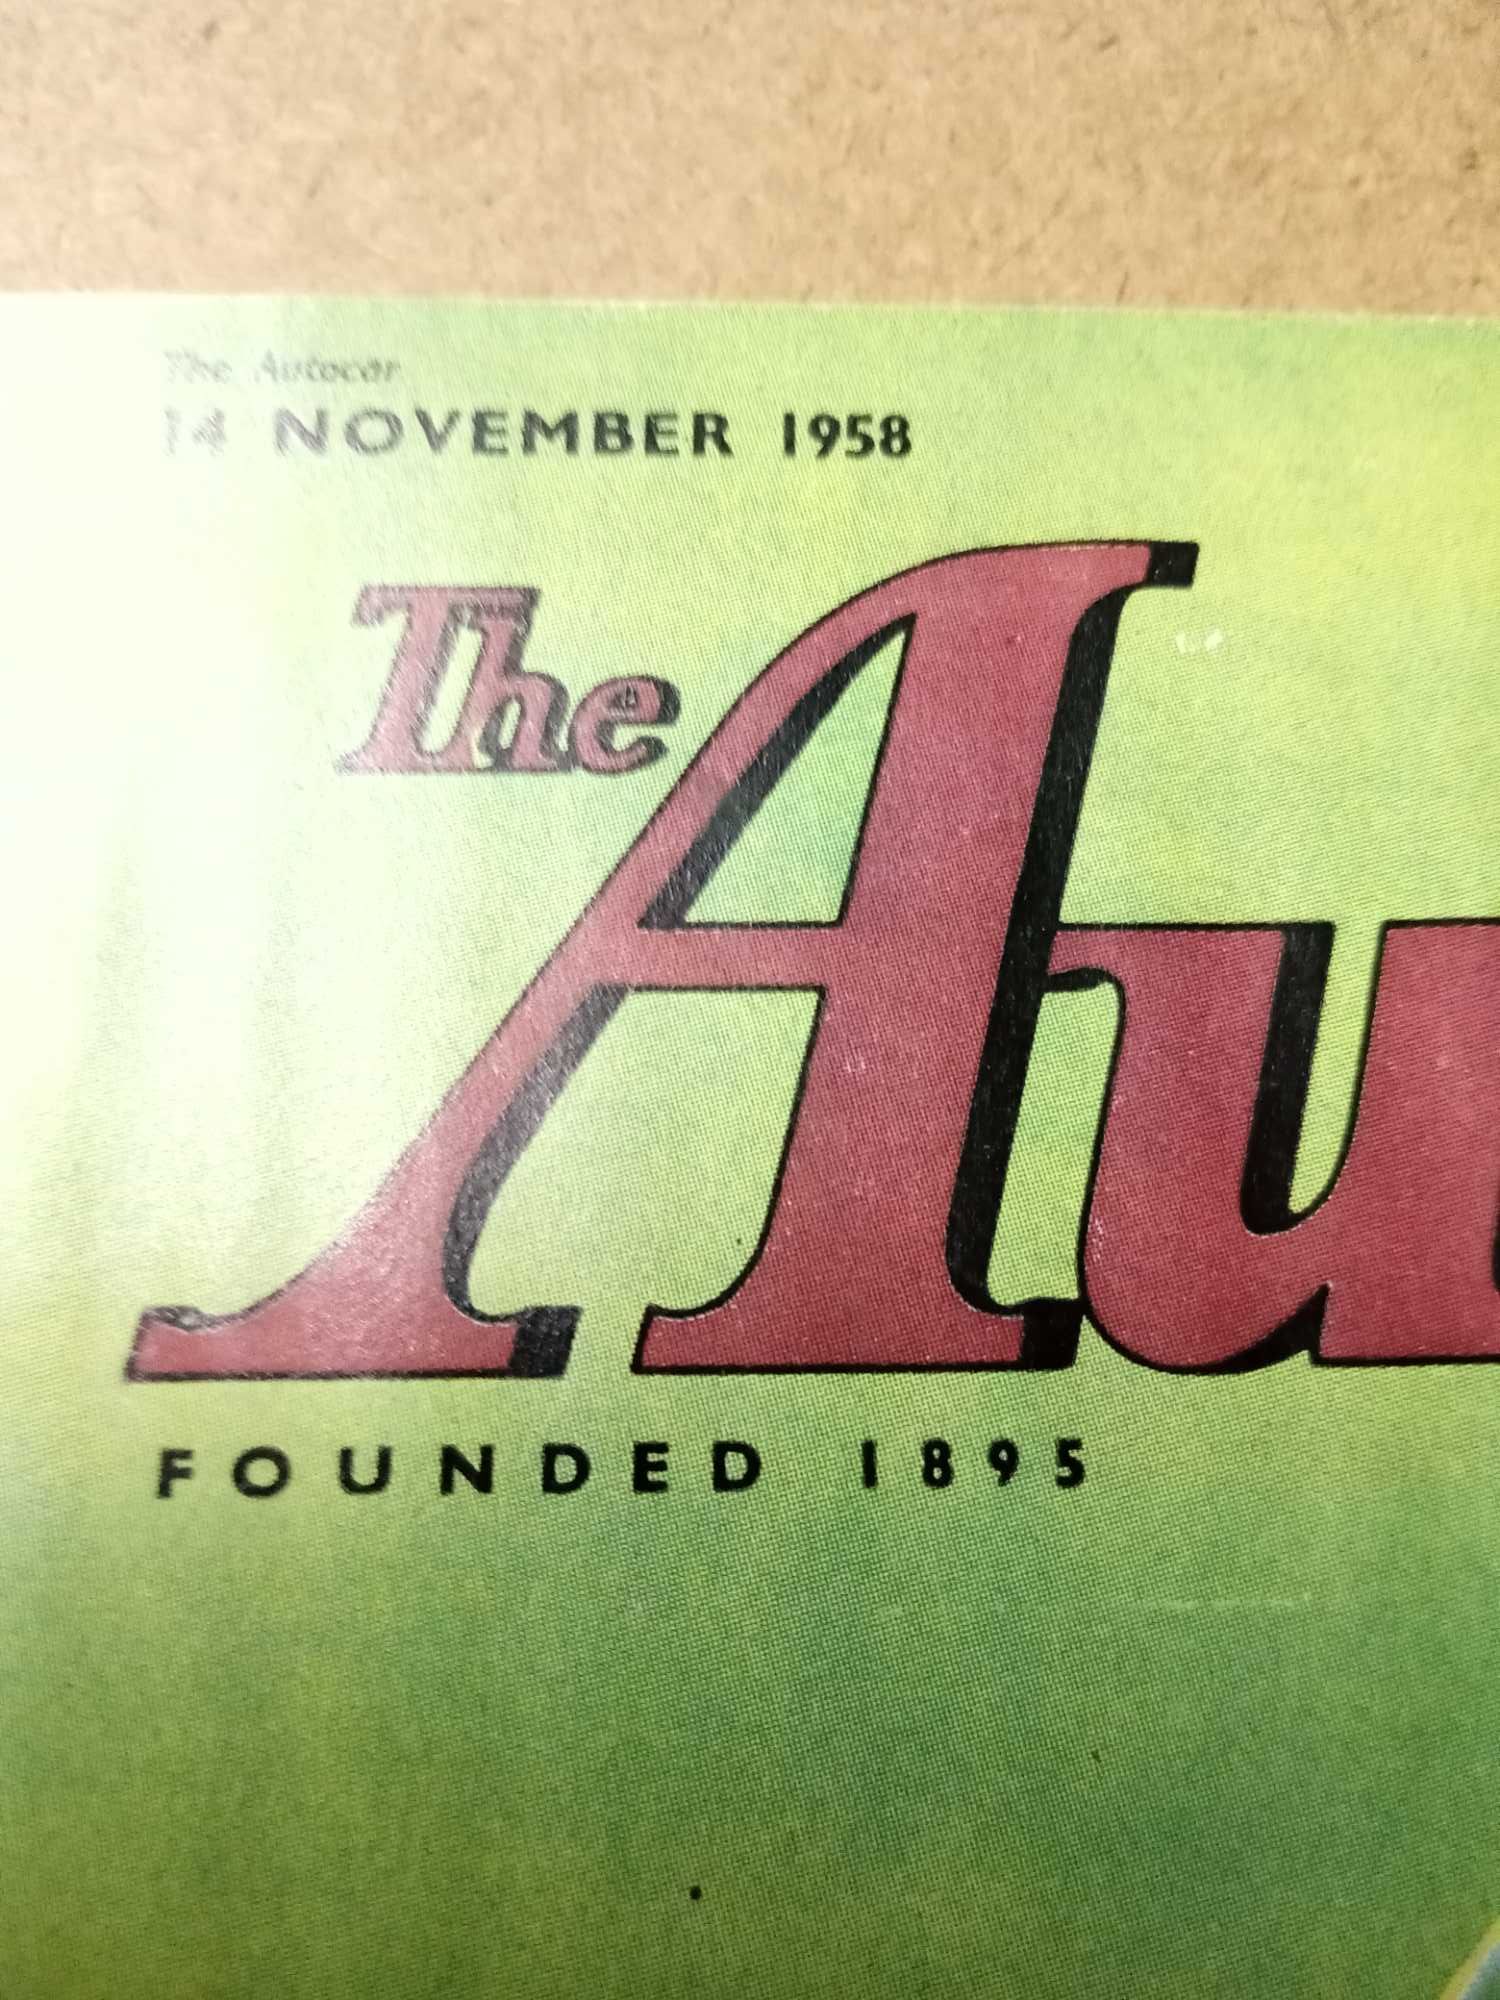 The Autocar
14 NOVEMBER 1958
The Au
FOUNDED 1895